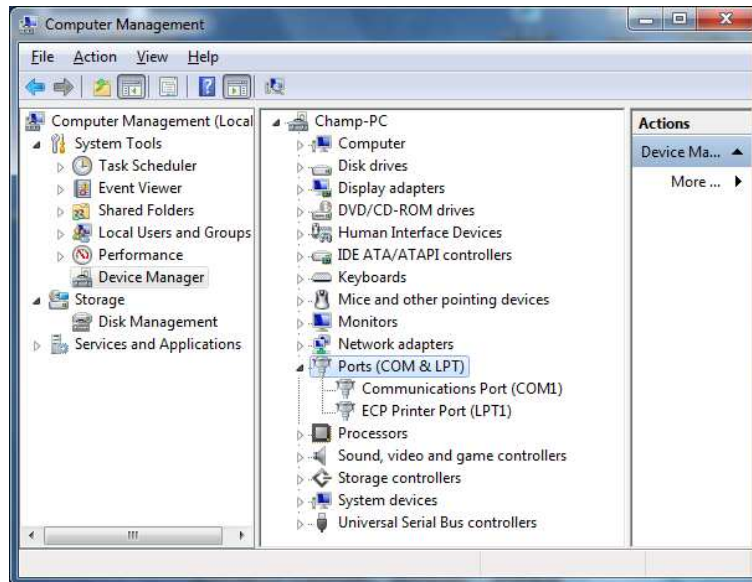 Computer Management
File Action View Help
Computer Management (Local
System Tools
Task Scheduler
Event Viewer
Shared Folders
Local Users and Groups
Performance
Device Manager
Storage
Disk Management
Services and Applications
Champ-PC
Computer
Disk drives
Display adapters
DVD/CD-ROM drives
Human Interface Devices
IDE ATA/ATAPI controllers
Keyboards
Mice and other pointing devices
Monitors
Network adapters
Ports (COM & LPT)
Communications Port (COM1)
ECP Printer Port (LPT1)
Processors
Sound, video and game controllers
Storage controllers
System devices
Universal Serial Bus controllers
Actions
Device Ma...
More ...